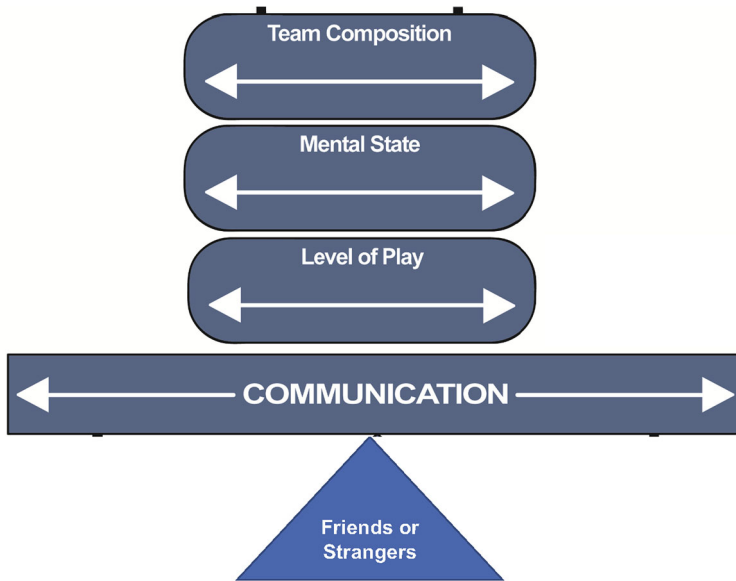 Team Composition
Mental State
Level of Play
COMMUNICATION
Friends or
Strangers